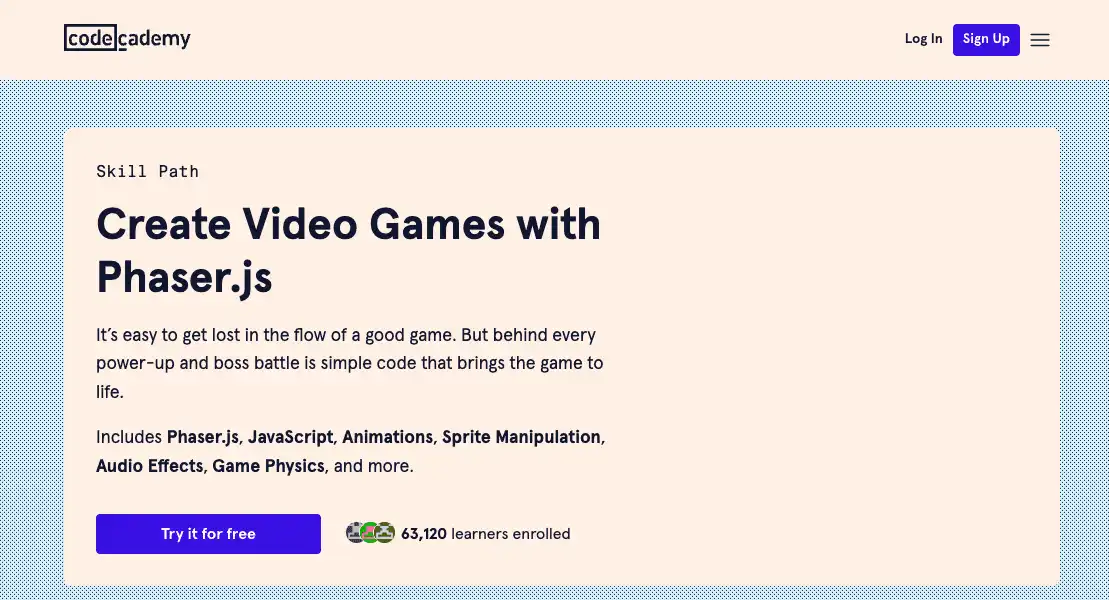 codecademy
Log In
Sign Up
Skill Path
Create Video Games with
Phaser.js
It’s easy to get lost in the flow of a good game. But behind every
power-up and boss battle is simple code that brings the game to
life.
Includes Phaser.js, JavaScript, Animations, Sprite Manipulation,
Audio Effects, Game Physics, and more.
Try it for free
63,120 learners enrolled